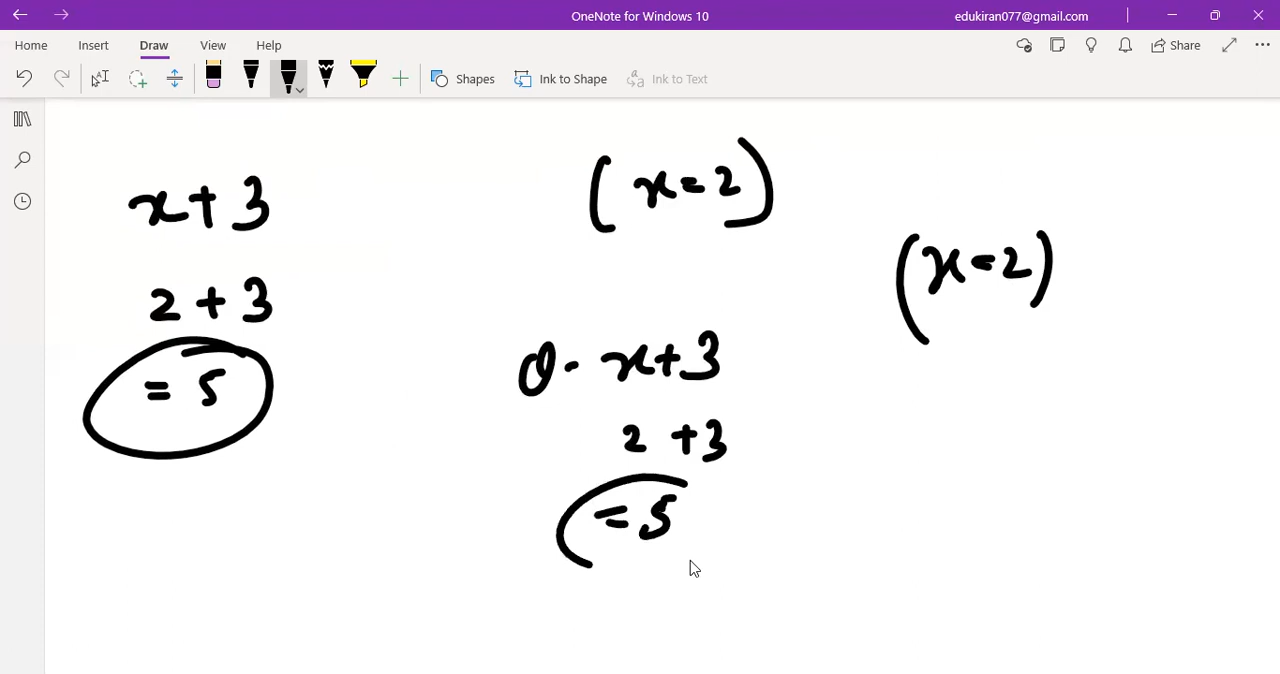 OneNote for Windows 10
edukiran077@gmail.com
Home Insert Draw View Help
Share
Shapes Ink to Shape Ink to Text
x+3
2+3
=5
(x=2)
(x=2)
0. x+3
2+3
=5